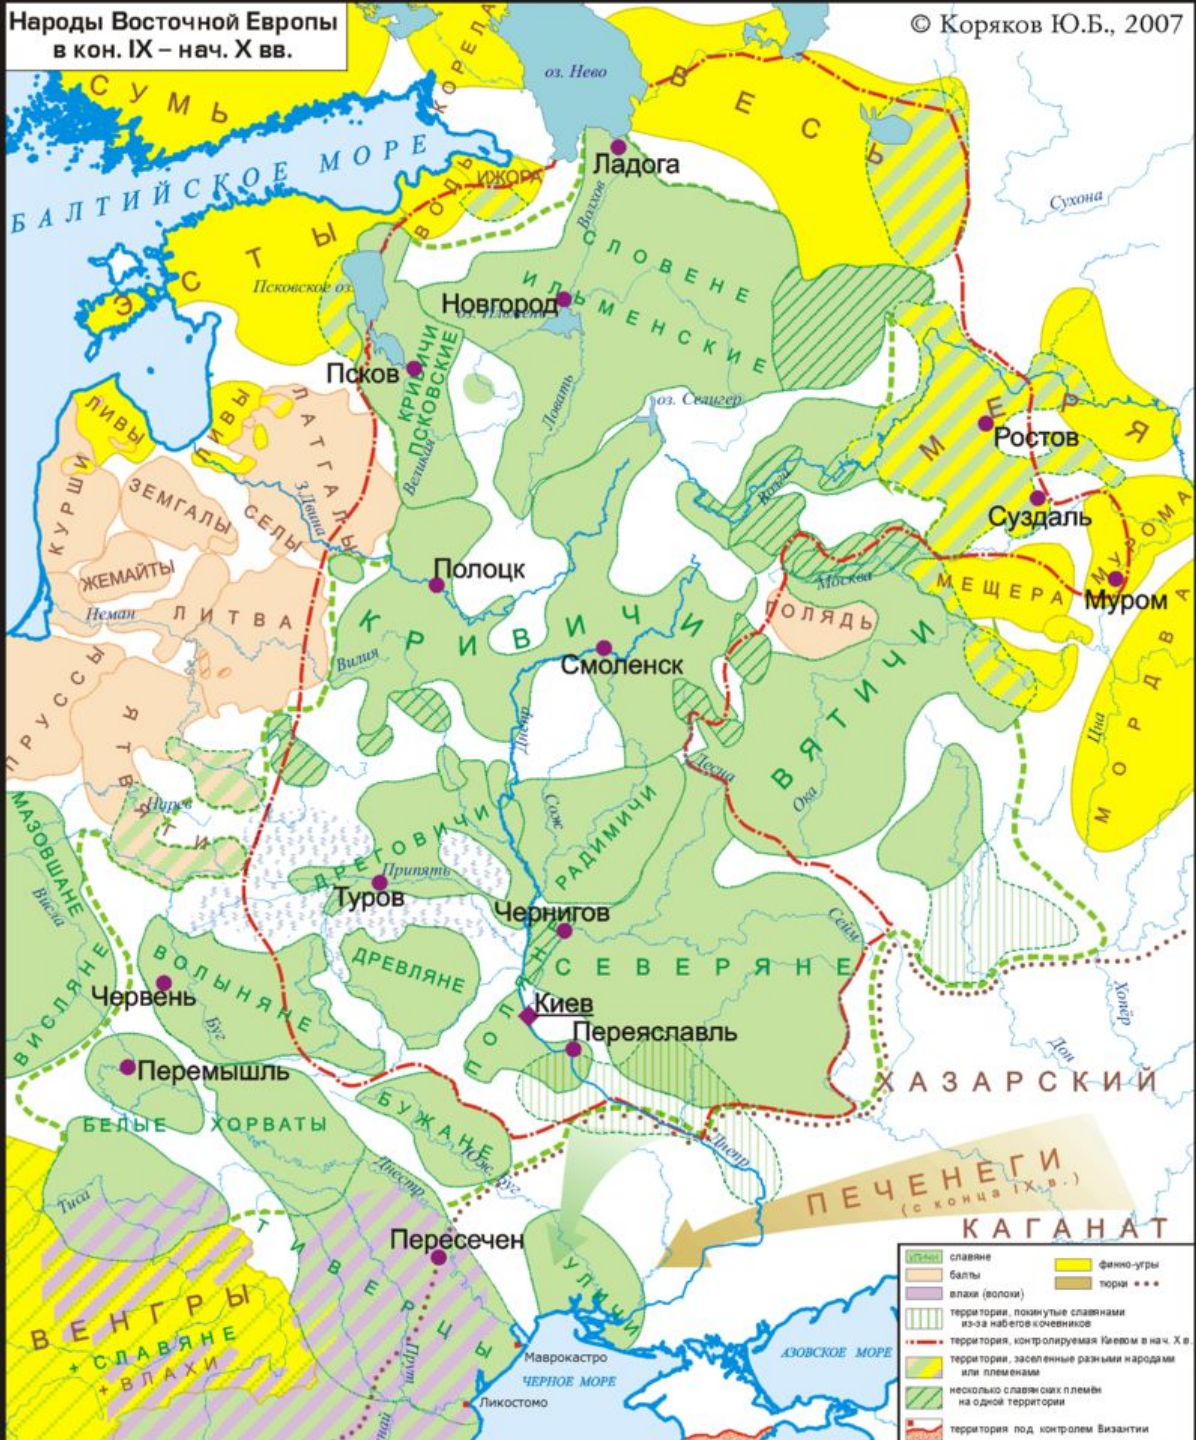 Народы Восточной Европы
в кон. IX – нач. X вв.
© Коряков Ю.Б., 2007
СУМЬ
КОРЕЛА
оз. Нево
ВЕСЬ
БАЛТИЙСКОЕ МОРЕ
Ладога
ВОДЬ
ИЖОРА
Волхов
Сухона
ЭСТЫ
СЛОВЕНЕ
ИЛЬМЕНСКИЕ
Псковское оз.
Новгород
оз. Ильмень
Псков
КРИВИЧИ
ПСКОВСКИЕ
Великая
Ловать
оз. Селигер
МЕРЯ
Ростов
Суздаль
ЛИВЫ
ЛИВЫ
ЛАТГАЛЫ
КУРШИ
ЗЕМГАЛЫ
СЕЛЫ
З.Двина
Волга
МУРОМА
ЖЕМАЙТЫ
Полоцк
Москва
МЕЩЕРА
Муром
Неман
ЛИТВА
КРИВИЧИ
ГОЛЯДЬ
Вилия
Смоленск
ВЯТИЧИ
МОРДВА
Цна
ПРУССЫ
ЯТВЯГИ
Днепр
Десна
Ока
Нарев
МАЗОВШАНЕ
Висла
ДРЕГОВИЧИ
Припять
Туров
Сож
РАДИМИЧИ
Чернигов
Сейм
ВИСЛЯНЕ
ВОЛЫНЯНЕ
Червень
Буг
ДРЕВЛЯНЕ
ПОЛЯНЕ
СЕВЕРЯНЕ
Киев
Переяславль
Хопёр
Дон
Перемышль
БЕЛЫЕ ХОРВАТЫ
БУЖАНЕ
Юж. Буг
Днепр
ХАЗАРСКИЙ
КАГАНАТ
ПЕЧЕНЕГИ
(с конца IX в.)
Тиса
Днестр
ТИВЕРЦЫ
Пересечен
УЛИЧИ
ВЕНГРЫ
+ СЛАВЯНЕ
+ ВЛАХИ
Прут
Маврокастро
ЧЕРНОЕ МОРЕ
Ликостомо
АЗОВСКОЕ МОРЕ
УЛИЧИ славяне
балты
влахи (волохи)
финно-угры
тюрки
территории, покинутые славянами
из-за набегов кочевников
территория, контролируемая Киевом в нач. X в.
территории, заселенные разными народами
или племенами
несколько славянских племён
на одной территории
территория под контролем Византии